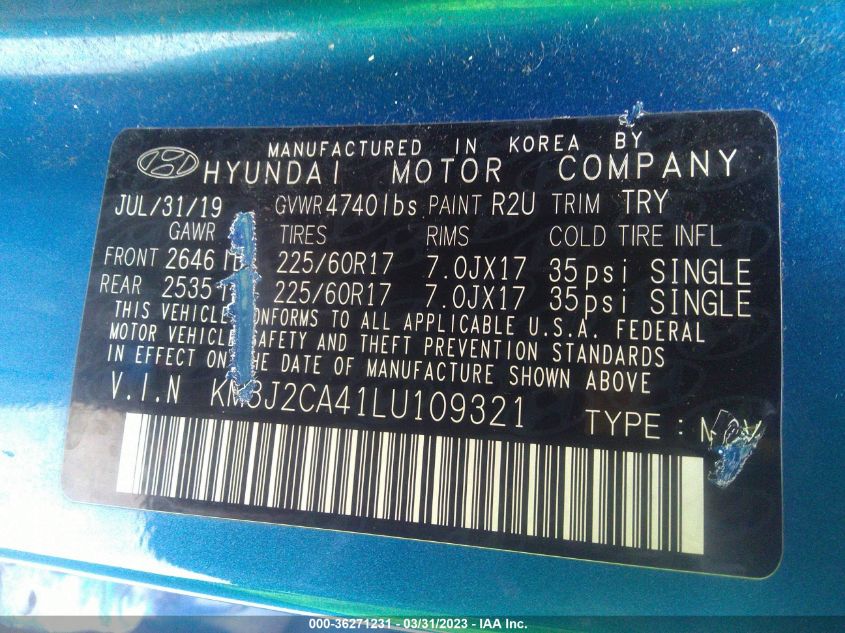 MANUFACTURED IN KOREA BY
HYUNDAI MOTOR COMPANY
JUL/31/19 GVWR 4740lbs PAINT R2U TRIM TRY
GAWR TIRES RIMS COLD TIRE INFL
FRONT 2646 225/60R17 7.0JX17 35psi SINGLE
REAR 2535 225/60R17 7.0JX17 35psi SINGLE
THIS VEHICLE CONFORMS TO ALL APPLICABLE U.S.A. FEDERAL
MOTOR VEHICLE SAFETY AND THEFT PREVENTION STANDARDS
IN EFFECT ON THE DATE OF MANUFACTURE SHOWN ABOVE
V.I.N KM8J2CA41LU109321
TYPE :
000-36271231 - 03/31/2023 - IAA Inc.